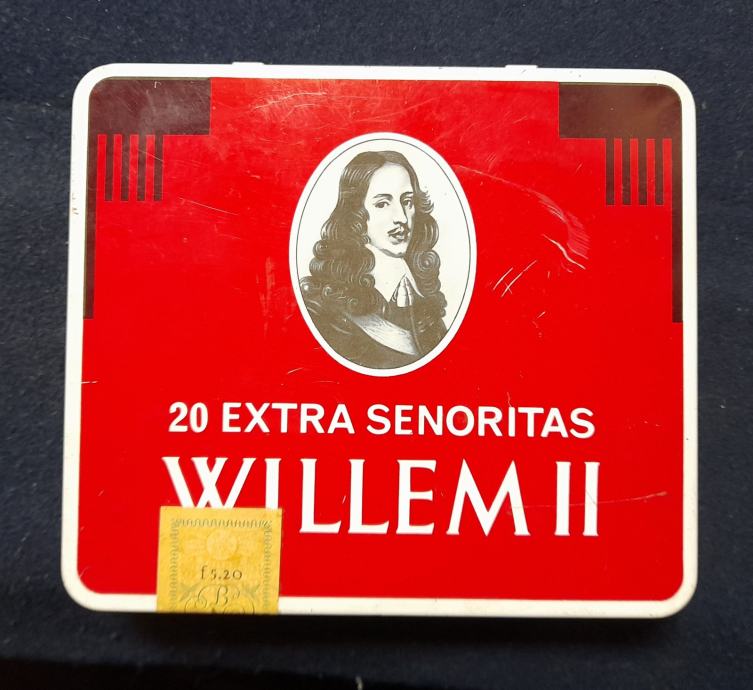 20 EXTRA SENORITAS
WILLEM II
f 5.20
B